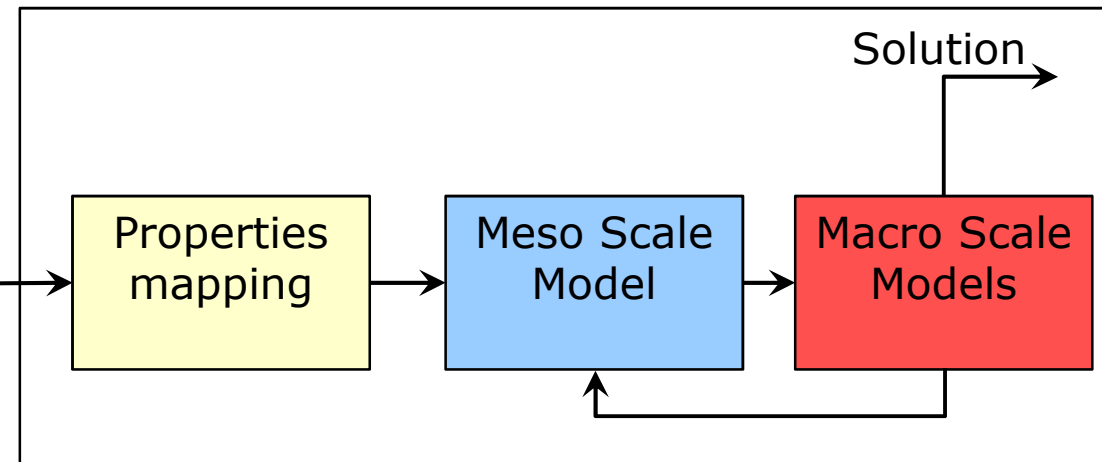 Solution
Properties
mapping
Meso Scale
Model
Macro Scale
Models